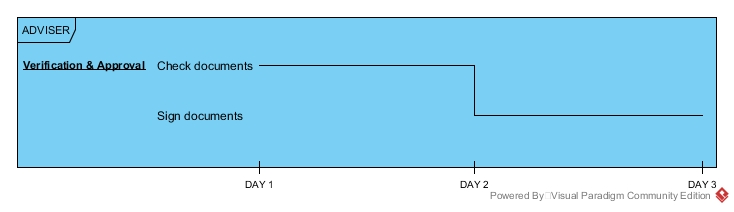 ADVISER
Verification & Approval
Check documents
Sign documents
DAY 1 DAY 2 DAY 3
Powered By Visual Paradigm Community Edition